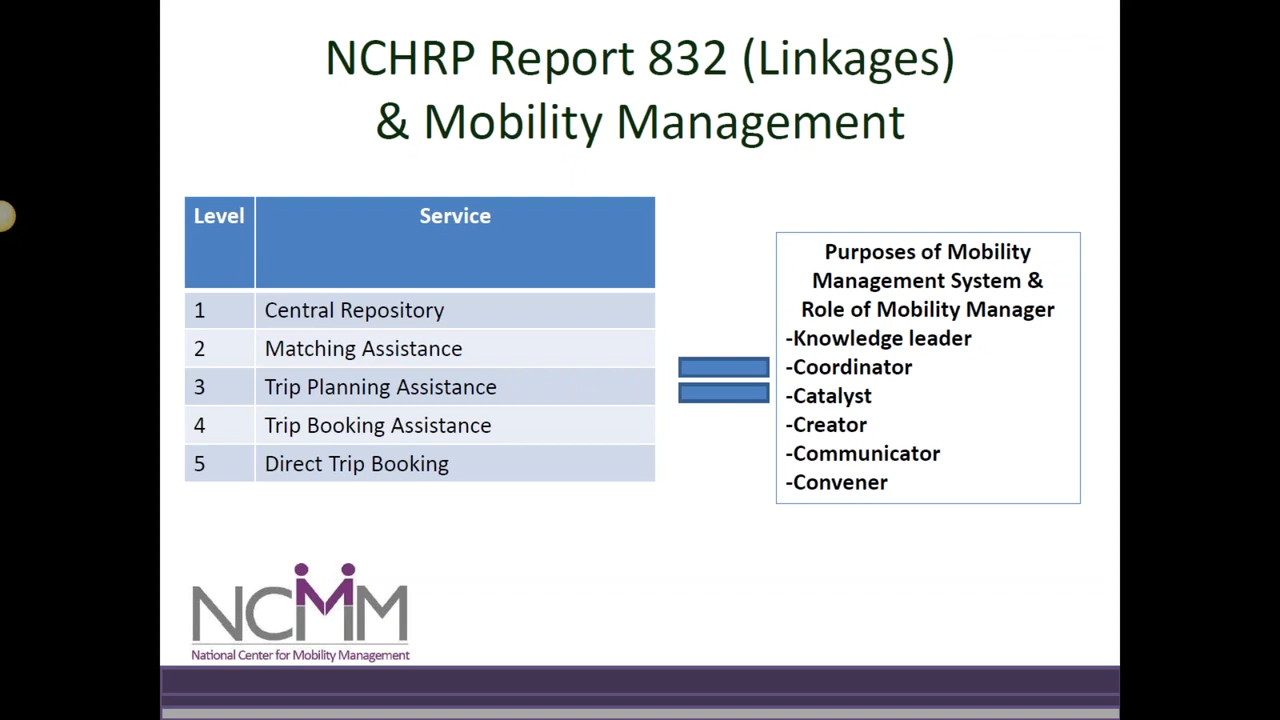 NCHRP Report 832 (Linkages)
& Mobility Management
Level Service
1 Central Repository
2 Matching Assistance
3 Trip Planning Assistance
4 Trip Booking Assistance
5 Direct Trip Booking
Purposes of Mobility
Management System &
Role of Mobility Manager
-Knowledge leader
-Coordinator
-Catalyst
-Creator
-Communicator
-Convener
NCMM
National Center for Mobility Management